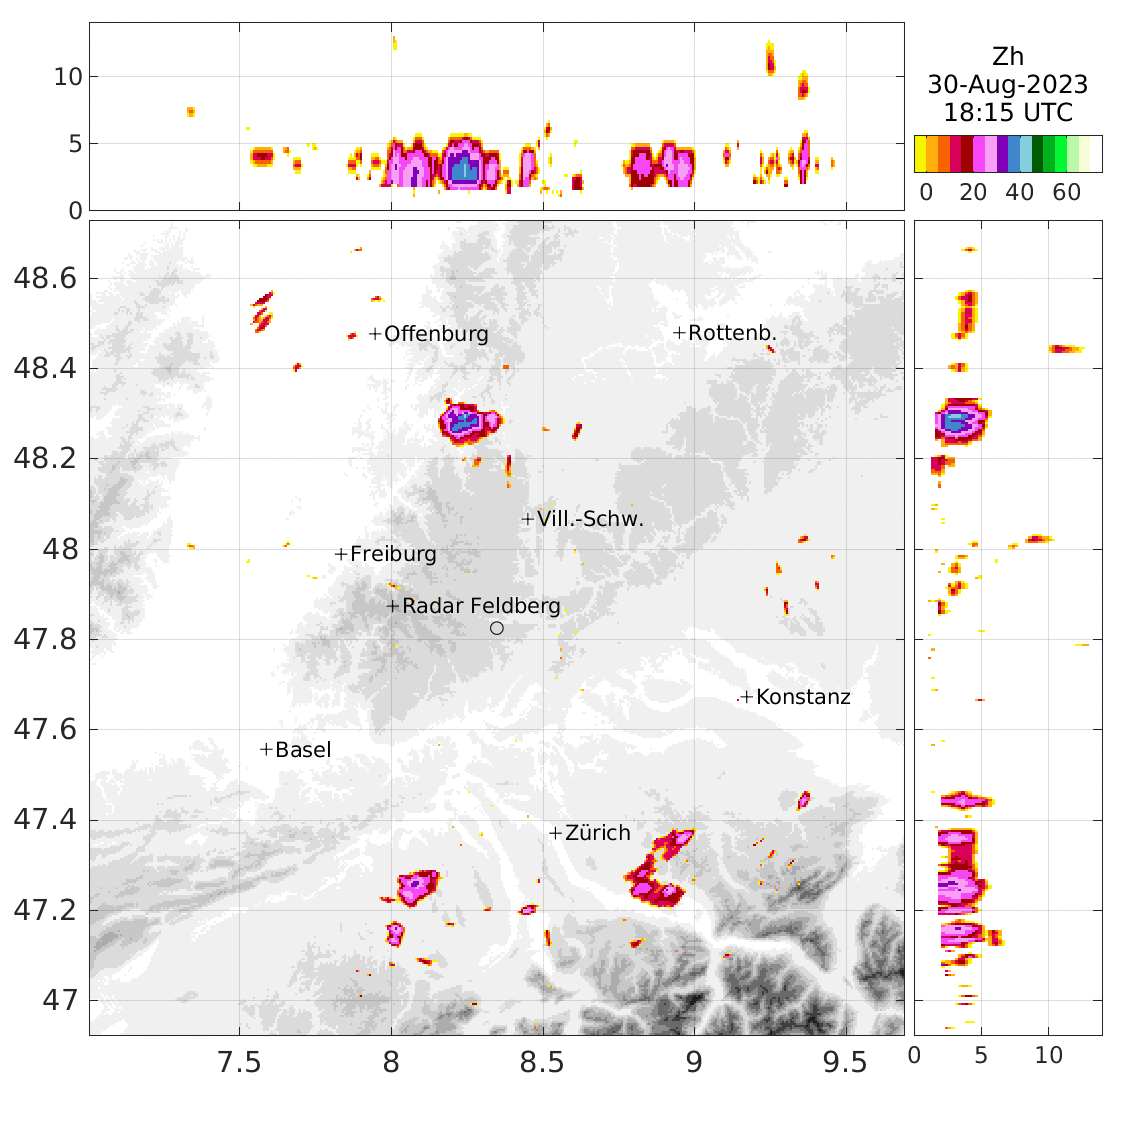 10
5
0
Zh
30-Aug-2023
18:15 UTC
0 20 40 60
48.6
48.4
48.2
48
47.8
47.6
47.4
47.2
47
+Offenburg
+Rottenb.
+Vill.-Schw.
+Freiburg
+Radar Feldberg
+Konstanz
+Basel
+Zürich
7.5 8 8.5 9 9.5
0 5 10